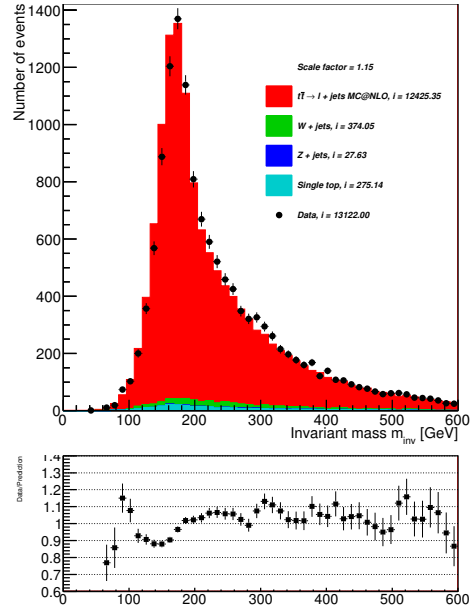 Number of events
1400
1200
1000
800
600
400
200
0
Scale factor = 1.15
tt̄ → l + jets MC@NLO, i = 12425.35
W + jets, i = 374.05
Z + jets, i = 27.63
Single top, i = 275.14
Data, i = 13122.00
0 100 200 300 400 500 600
Invariant mass m_inv [GeV]
Data/Prediction
1.4
1.3
1.2
1.1
1
0.9
0.8
0.7
0.6
0 100 200 300 400 500 600